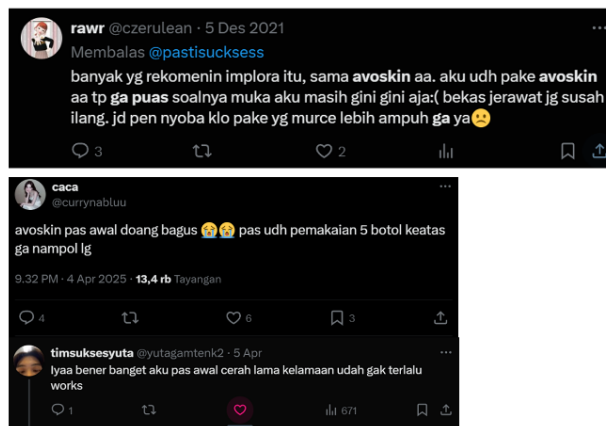 rawr @czerulean · 5 Des 2021
Membalas @pastisucksess
banyak yg rekomenin implora itu, sama avoskin aa. aku udh pake avoskin
aa tp ga puas soalnya muka aku masih gini gini aja:( bekas jerawat jg susah
ilang. jd pen nyoba klo pake yg murce lebih ampuh ga ya☹️
3 2
caca
@currynabluu
avoskin pas awal doang bagus 😭😭 pas udh pemakaian 5 botol keatas
ga nampol lg
9.32 PM · 4 Apr 2025 · 13,4 rb Tayangan
4 6 3
timsuksesyuta @yutagamtenk2 · 5 Apr
Iyaa bener banget aku pas awal cerah lama kelamaan udah gak terlalu
works
1 671